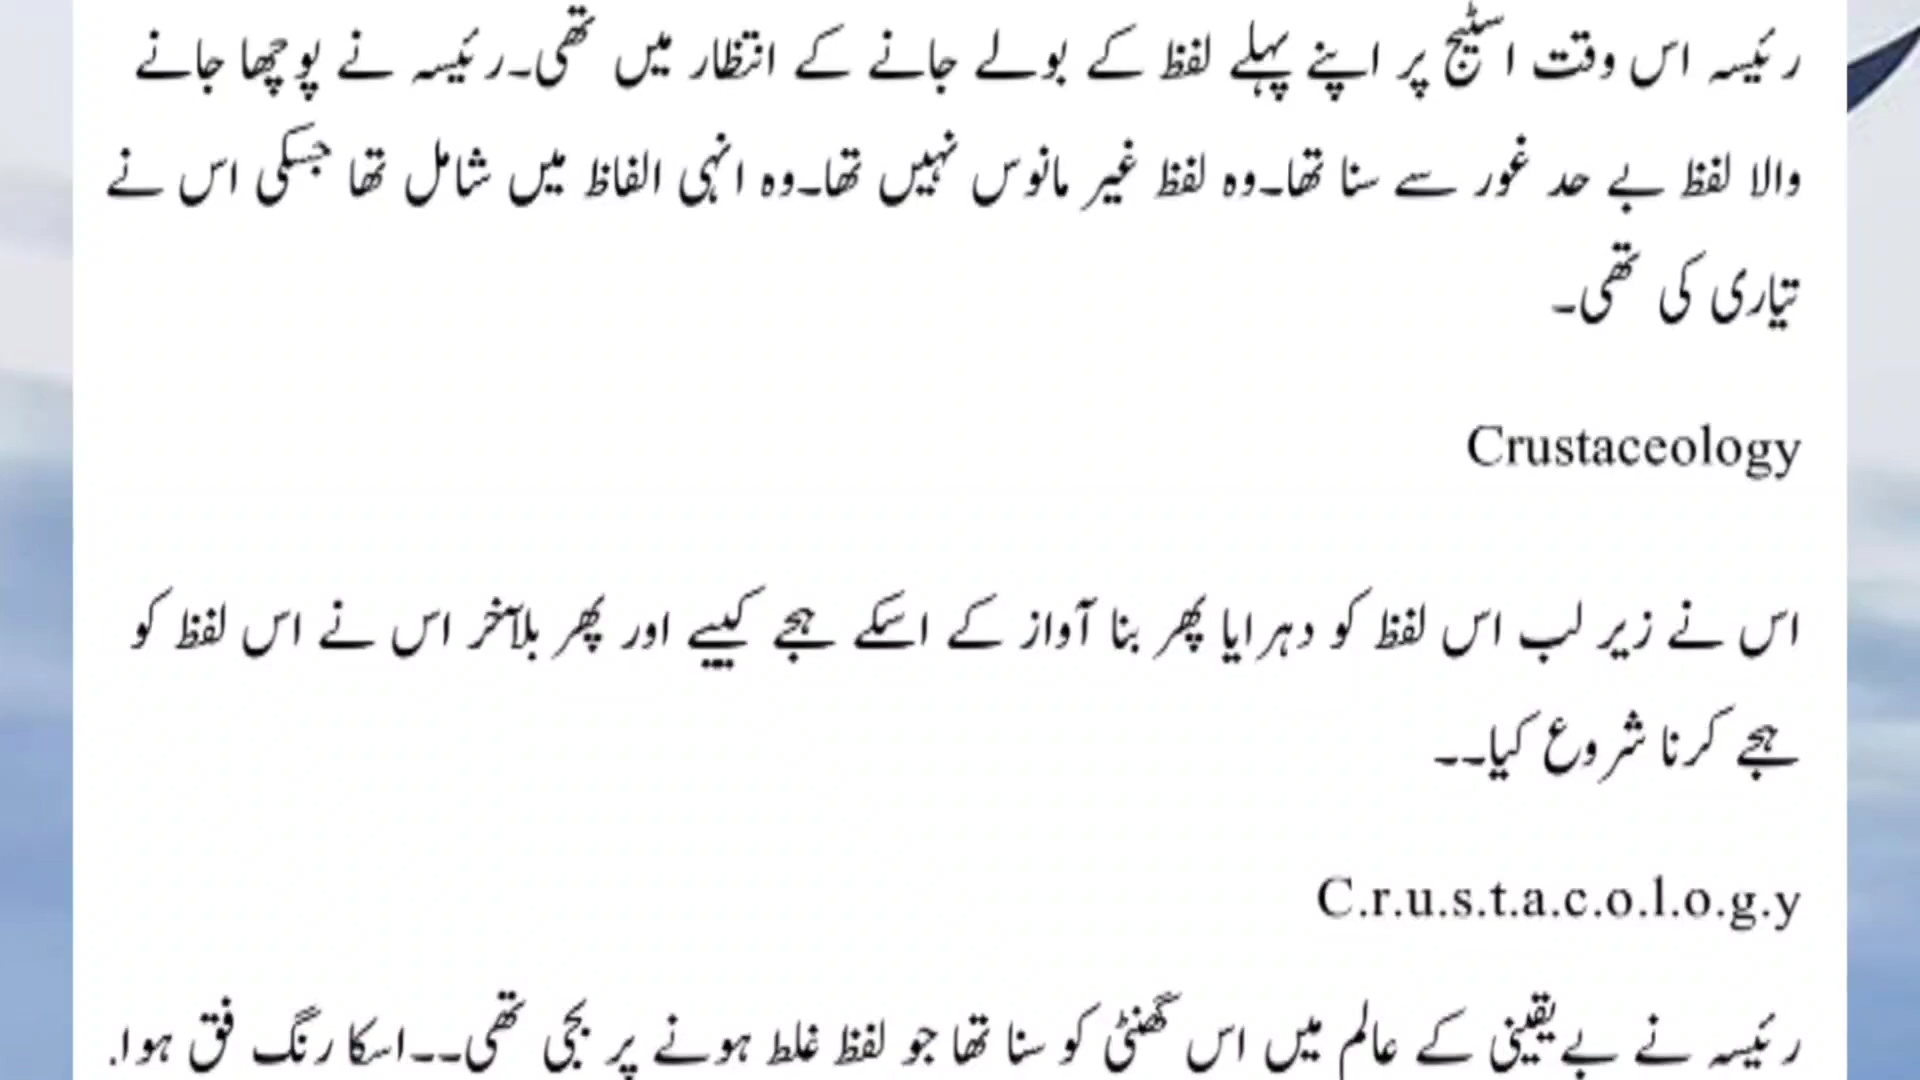 رئیسہ اس وقت اسٹیج پر اپنے پہلے لفظ کے بولے جانے کے انتظار میں تھی۔رئیسہ نے پوچھا جانے
والا لفظ بے حد غور سے سنا تھا۔وہ لفظ غیر مانوس نہیں تھا۔وہ انہی الفاظ میں شامل تھا جسکی اس نے
تیاری کی تھی۔
Crustaceology
اس نے زیر لب اس لفظ کو دہرایا پھر بنا آواز کے اسکے ہجے کیسے اور پھر بلآخر اس نے اس لفظ کو
ہجے کرنا شروع کیا۔۔
C.r.u.s.t.a.c.o.l.o.g.y
رئیسہ نے بے یقینی کے عالم میں اس گھنٹی کو سنا تھا جو لفظ غلط ہونے پر بجی تھی۔۔اسکا رنگ فق ہوا.